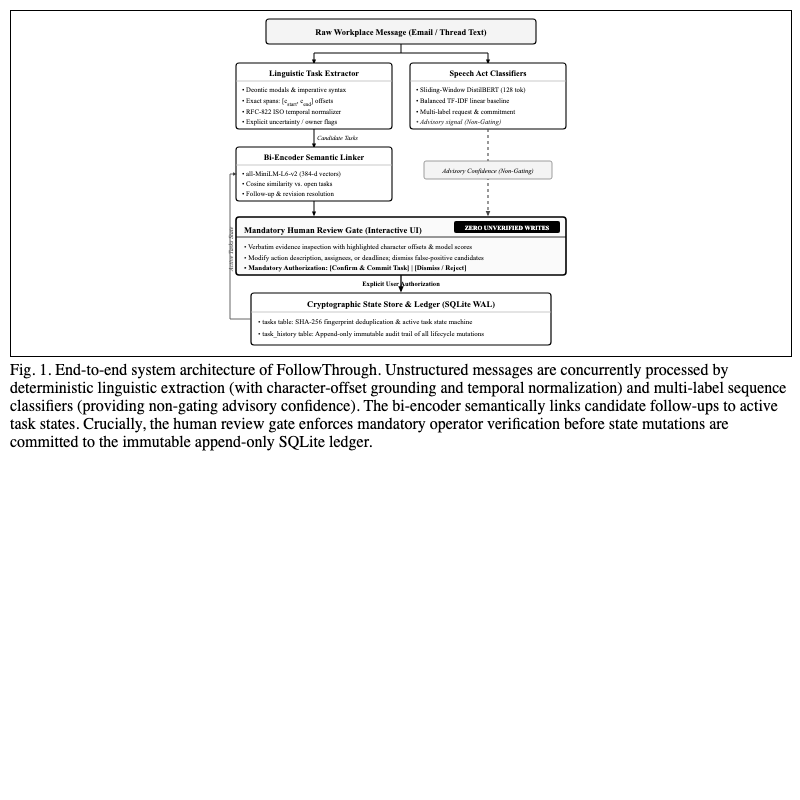 Raw Workplace Message (Email / Thread Text)
Linguistic Task Extractor
• Deontic modals & imperative syntax
• Exact spans: [c_start, c_end] offsets
• RFC-822 ISO temporal normalizer
• Explicit uncertainty / owner flags
Speech Act Classifiers
• Sliding-Window DistilBERT (128 tok)
• Balanced TF-IDF linear baseline
• Multi-label request & commitment
• Advisory signal (Non-Gating)
Candidate Tasks
Bi-Encoder Semantic Linker
• all-MiniLM-L6-v2 (384-d vectors)
• Cosine similarity vs. open tasks
• Follow-up & revision resolution
Advisory Confidence (Non-Gating)
Active Tasks State
Mandatory Human Review Gate (Interactive UI)
ZERO UNVERIFIED WRITES
• Verbatim evidence inspection with highlighted character offsets & model scores
• Modify action description, assignees, or deadlines; dismiss false-positive candidates
• Mandatory Authorization: [Confirm & Commit Task] | [Dismiss / Reject]
Explicit User Authorization
Cryptographic State Store & Ledger (SQLite WAL)
• tasks table: SHA-256 fingerprint deduplication & active task state machine
• task_history table: Append-only immutable audit trail of all lifecycle mutations
Fig. 1. End-to-end system architecture of FollowThrough. Unstructured messages are concurrently processed by
deterministic linguistic extraction (with character-offset grounding and temporal normalization) and multi-label sequence
classifiers (providing non-gating advisory confidence). The bi-encoder semantically links candidate follow-ups to active
task states. Crucially, the human review gate enforces mandatory operator verification before state mutations are
committed to the immutable append-only SQLite ledger.